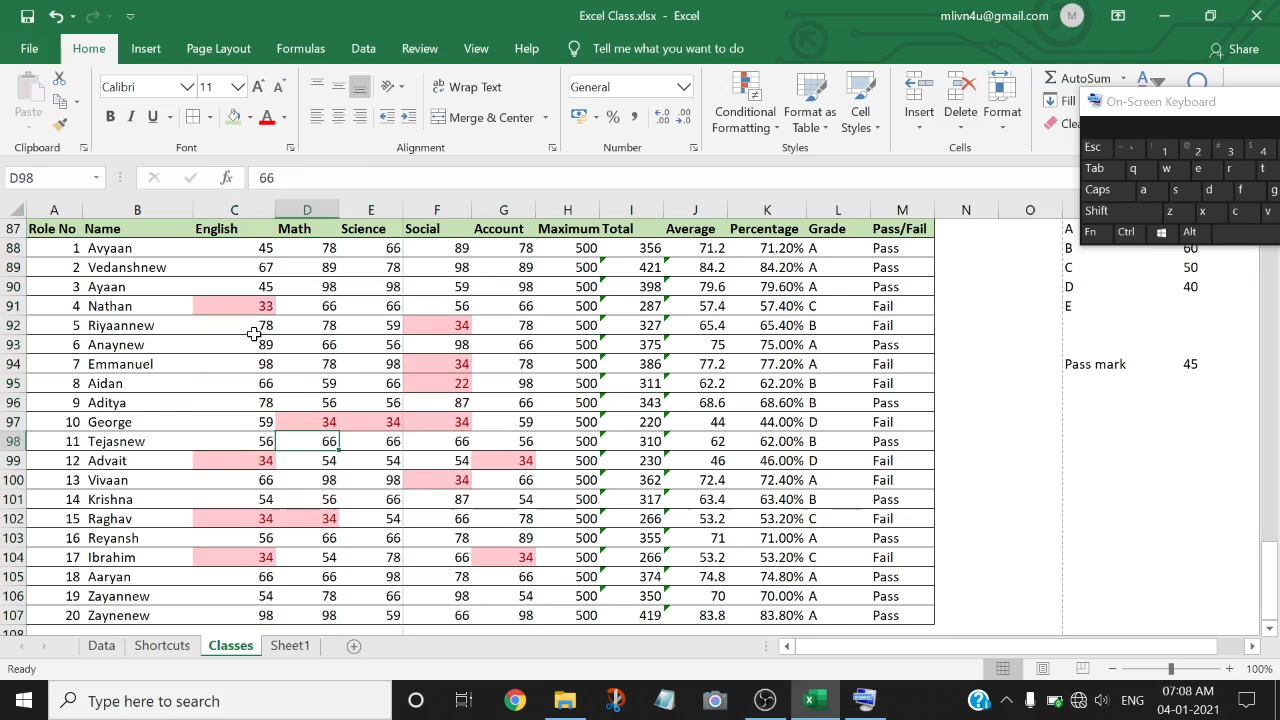 Excel Class.xlsx - Excel
mlivn4u@gmail.com M
File Home Insert Page Layout Formulas Data Review View Help Tell me what you want to do Share
Paste
Calibri 11
B I U
Wrap Text
Merge & Center
General
% ,
Conditional Formatting
Format as Table
Cell Styles
Insert
Delete
Format
AutoSum
Fill
Clipboard Font Alignment Number Styles Cells
On-Screen Keyboard
Esc 1 2 3 4
Tab q w e r t
Caps a s d f g
Shift z x c v
Fn Ctrl Alt
D98 fx 66
A B C D E F G H I J K L M N O
87 Role No Name English Math Science Social Account Maximum Total Average Percentage Grade Pass/Fail A
88 1 Avyaan 45 78 66 89 78 500 356 71.2 71.20% A Pass B 60
89 2 Vedanshnew 67 89 78 98 89 500 421 84.2 84.20% A Pass C 50
90 3 Ayaan 45 98 98 59 98 500 398 79.6 79.60% A Pass D 40
91 4 Nathan 33 66 66 56 66 500 287 57.4 57.40% C Fail E
92 5 Riyaannew 78 78 59 34 78 500 327 65.4 65.40% B Fail
93 6 Anaynew 89 66 56 98 66 500 375 75 75.00% A Pass
94 7 Emmanuel 98 78 98 34 78 500 386 77.2 77.20% A Fail Pass mark 45
95 8 Aidan 66 59 66 22 98 500 311 62.2 62.20% B Fail
96 9 Aditya 78 56 56 87 66 500 343 68.6 68.60% B Pass
97 10 George 59 34 34 34 59 500 220 44 44.00% D Fail
98 11 Tejasnew 56 66 66 66 56 500 310 62 62.00% B Pass
99 12 Advait 34 54 54 54 34 500 230 46 46.00% D Fail
100 13 Vivaan 66 98 98 34 66 500 362 72.4 72.40% A Fail
101 14 Krishna 54 56 66 87 54 500 317 63.4 63.40% B Pass
102 15 Raghav 34 34 54 66 78 500 266 53.2 53.20% C Fail
103 16 Reyansh 56 66 66 78 89 500 355 71 71.00% A Pass
104 17 Ibrahim 34 54 78 66 34 500 266 53.2 53.20% C Fail
105 18 Aaryan 66 66 98 78 66 500 374 74.8 74.80% A Pass
106 19 Zayannew 54 78 66 98 54 500 350 70 70.00% A Pass
107 20 Zaynenew 98 98 59 66 98 500 419 83.8 83.80% A Pass
108
Data Shortcuts Classes Sheet1
Ready 100%
Type here to search
ENG
07:08 AM
04-01-2021